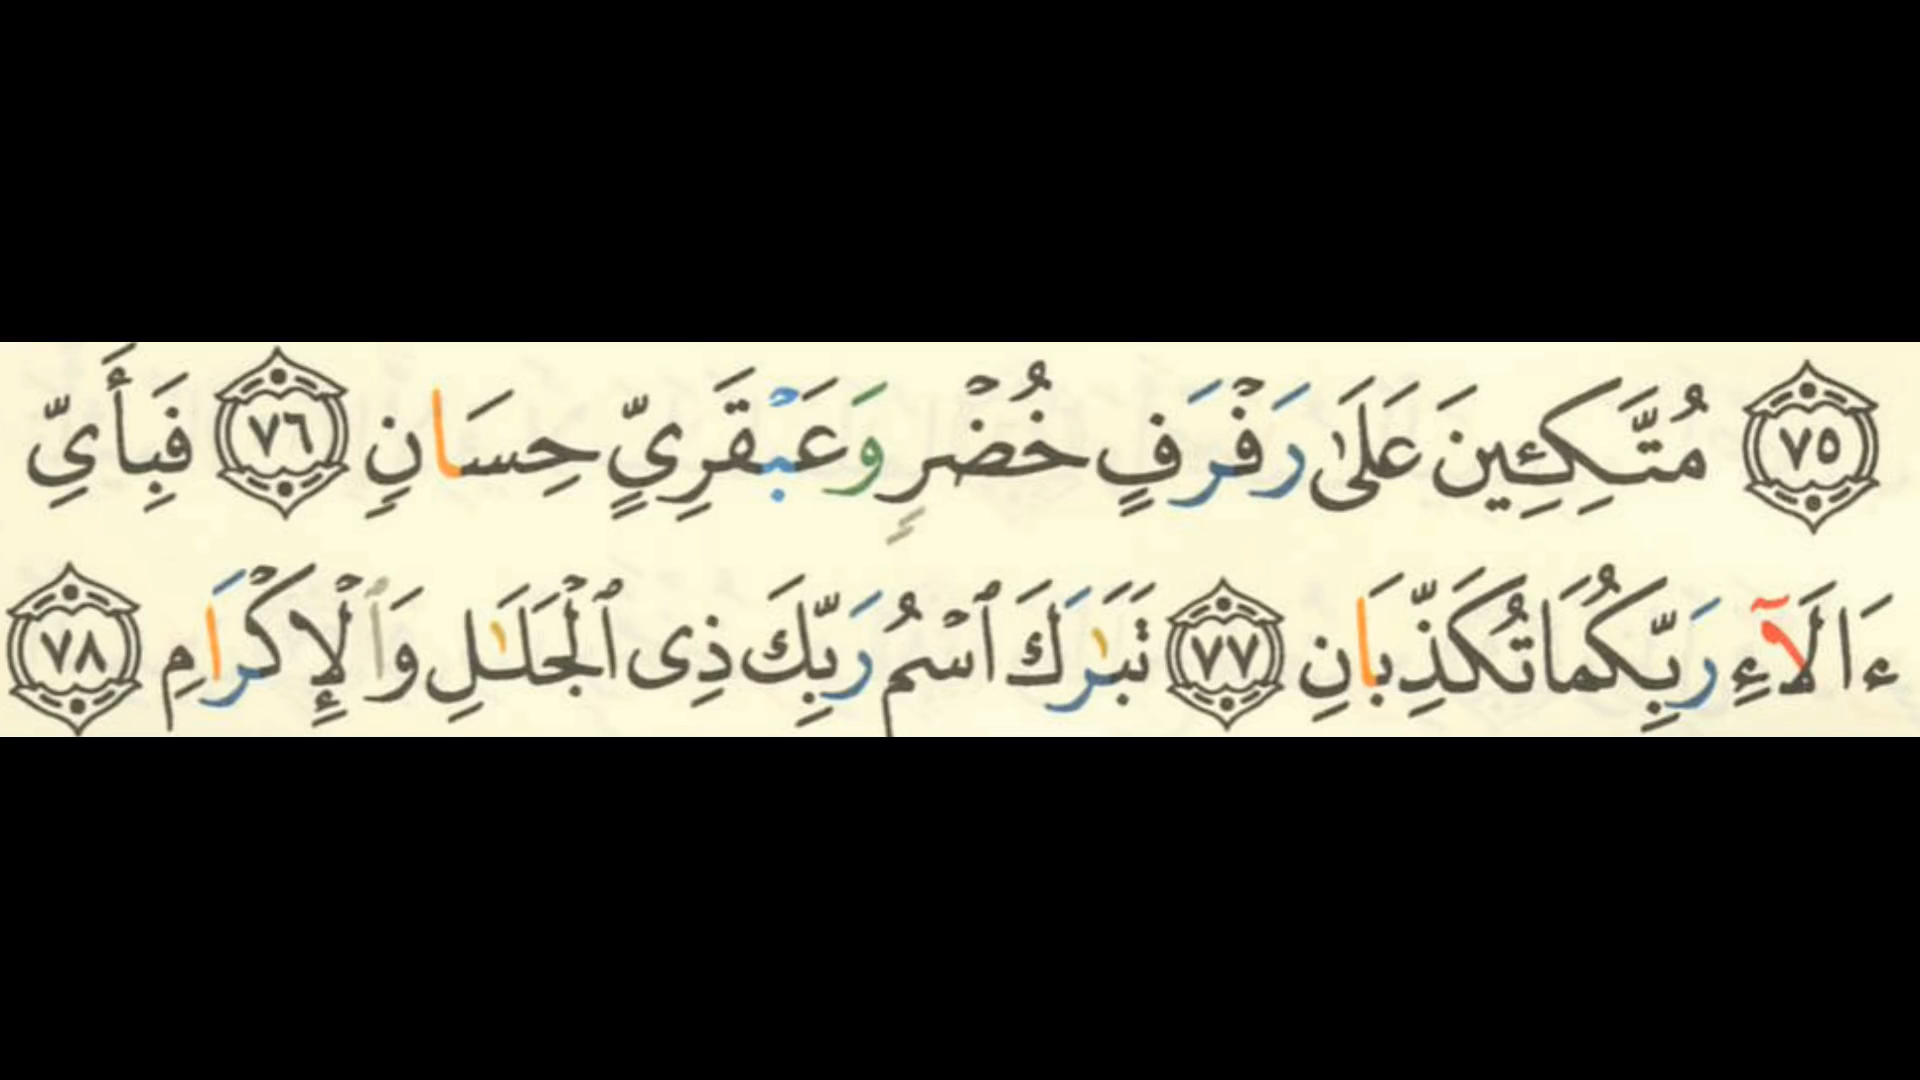 ٧٥ مُتَّكِـِٔينَ عَلَىٰ رَفْرَفٍ خُضْرٍ وَعَبْقَرِيٍّ حِسَانٍ ٧٦ فَبِأَيِّ
ءَالَآءِ رَبِّكُمَا تُكَذِّبَانِ ٧٧ تَبَـٰرَكَ ٱسْمُ رَبِّكَ ذِى ٱلْجَلَـٰلِ وَٱلْإِكْرَامِ ٧٨